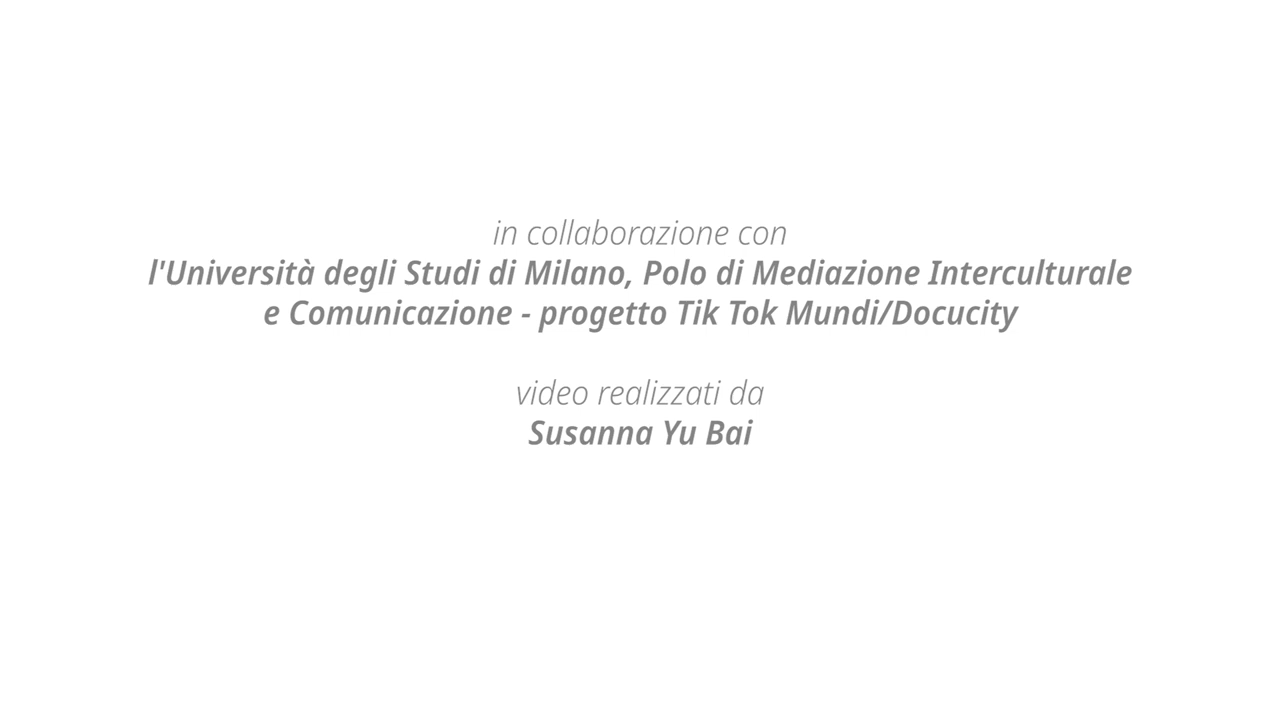 in collaborazione con
l'Università degli Studi di Milano, Polo di Mediazione Interculturale
e Comunicazione - progetto Tik Tok Mundi/Docucity
video realizzati da
Susanna Yu Bai